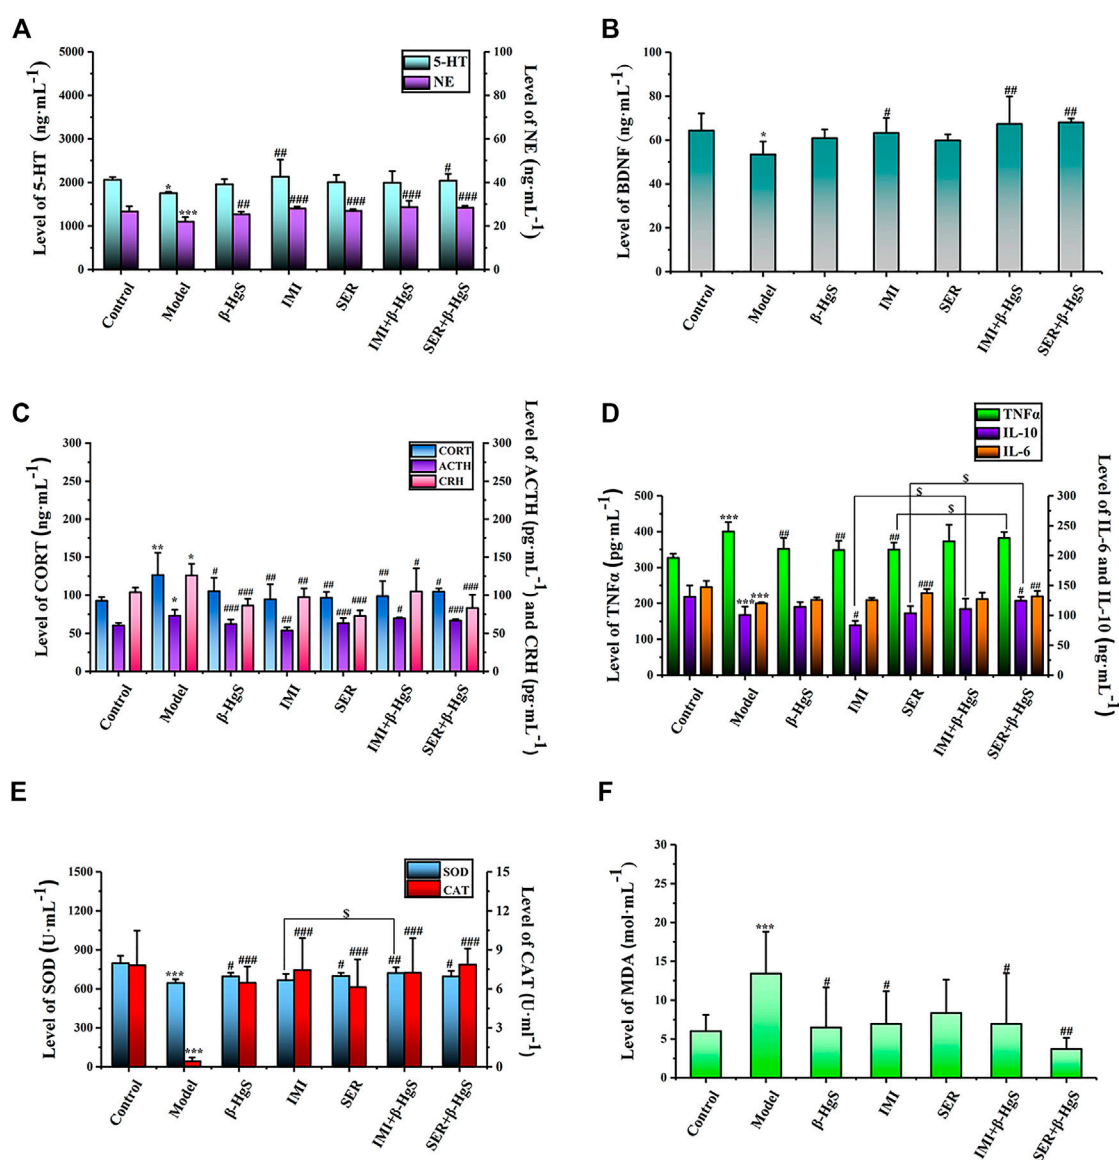 A
5-HT
NE
Level of 5-HT (ng·mL⁻¹)
5000
4000
3000
2000
1000
0
100
80
60
40
20
0
Level of NE (ng·mL⁻¹)
*
***
##
##
###
###
###
#
###
Control
Model
β-HgS
IMI
SER
IMI+β-HgS
SER+β-HgS
B
Level of BDNF (ng·mL⁻¹)
100
80
60
40
20
0
*
#
##
##
Control
Model
β-HgS
IMI
SER
IMI+β-HgS
SER+β-HgS
C
CORT
ACTH
CRH
Level of CORT (ng·mL⁻¹)
300
250
200
150
100
50
0
300
250
200
150
100
50
0
Level of ACTH (pg·mL⁻¹) and CRH (pg·mL⁻¹)
**
*
*
#
###
###
##
##
##
##
###
###
##
#
#
#
###
###
Control
Model
β-HgS
IMI
SER
IMI+β-HgS
SER+β-HgS
D
TNFα
IL-10
IL-6
Level of TNFα (pg·mL⁻¹)
500
400
300
200
100
0
300
250
200
150
100
50
0
Level of IL-6 and IL-10 (ng·mL⁻¹)
$
$
$
***
***
***
##
##
#
##
###
#
##
Control
Model
β-HgS
IMI
SER
IMI+β-HgS
SER+β-HgS
E
SOD
CAT
Level of SOD (U·mL⁻¹)
1500
1200
900
600
300
0
15
12
9
6
3
0
Level of CAT (U·ml⁻¹)
$
***
***
#
###
###
#
###
##
###
#
###
Control
Model
β-HgS
IMI
SER
IMI+β-HgS
SER+β-HgS
F
Level of MDA (mol·mL⁻¹)
30
25
20
15
10
5
0
***
#
#
#
##
Control
Model
β-HgS
IMI
SER
IMI+β-HgS
SER+β-HgS